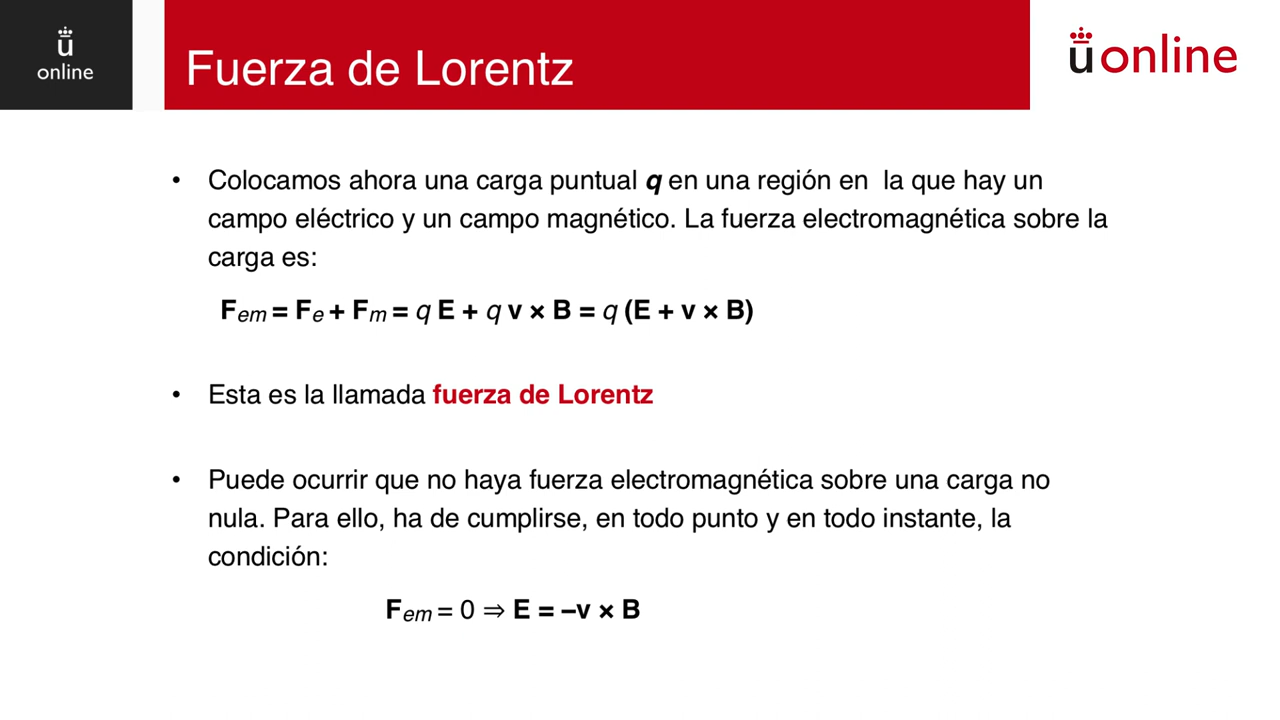 ü
online
Fuerza de Lorentz
üonline
• Colocamos ahora una carga puntual q en una región en  la que hay un
campo eléctrico y un campo magnético. La fuerza electromagnética sobre la
carga es:
Fem = Fe + Fm = q E + q v × B = q (E + v × B)
• Esta es la llamada fuerza de Lorentz
• Puede ocurrir que no haya fuerza electromagnética sobre una carga no
nula. Para ello, ha de cumplirse, en todo punto y en todo instante, la
condición:
Fem = 0 ⇒ E = –v × B